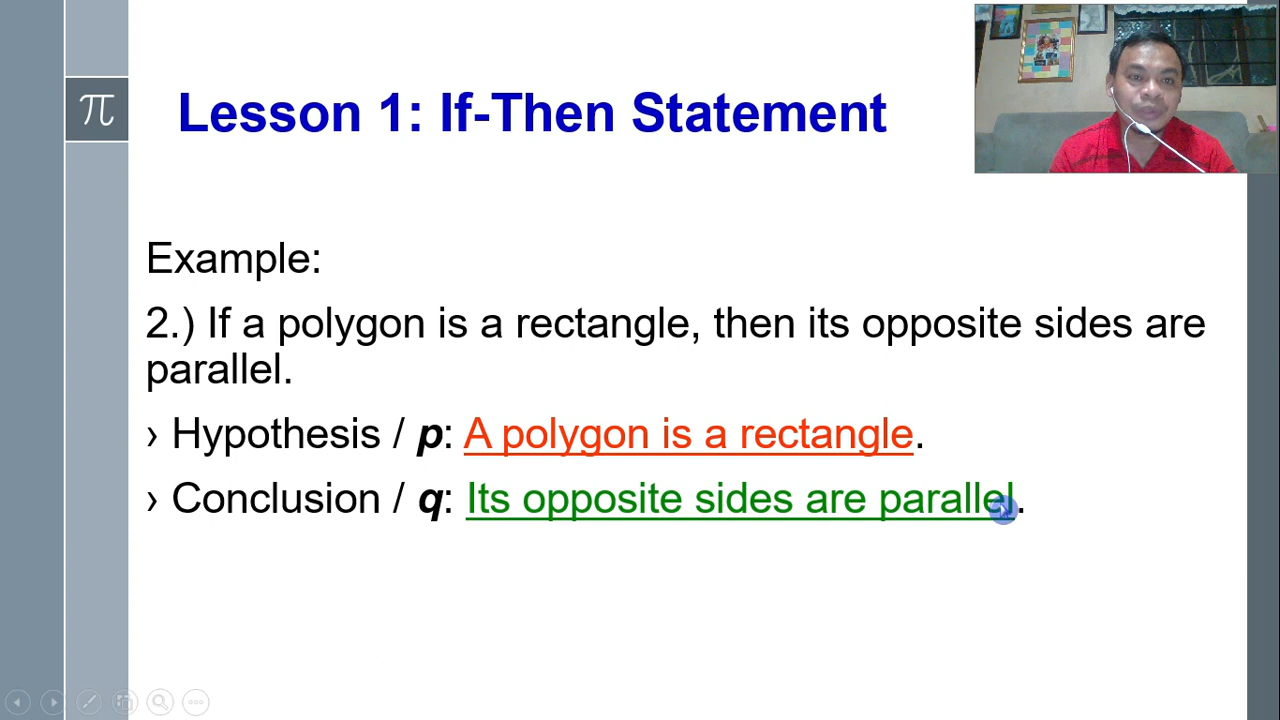 π
Lesson 1: If-Then Statement
Example:
2.) If a polygon is a rectangle, then its opposite sides are
parallel.
› Hypothesis / p: A polygon is a rectangle.
› Conclusion / q: Its opposite sides are parallel.